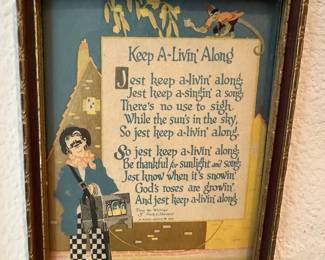 Keep A-Livin' Along
Jest keep a-livin' along,
Jest keep a-singin' a song;
There's no use to sigh
While the sun's in the sky,
So jest keep a-livin' along.
So jest keep a-livin' along,
Be thankful for sunlight and song;
Jest know when it's snowin'
God's roses are growin'
And jest keep a-livin' along.